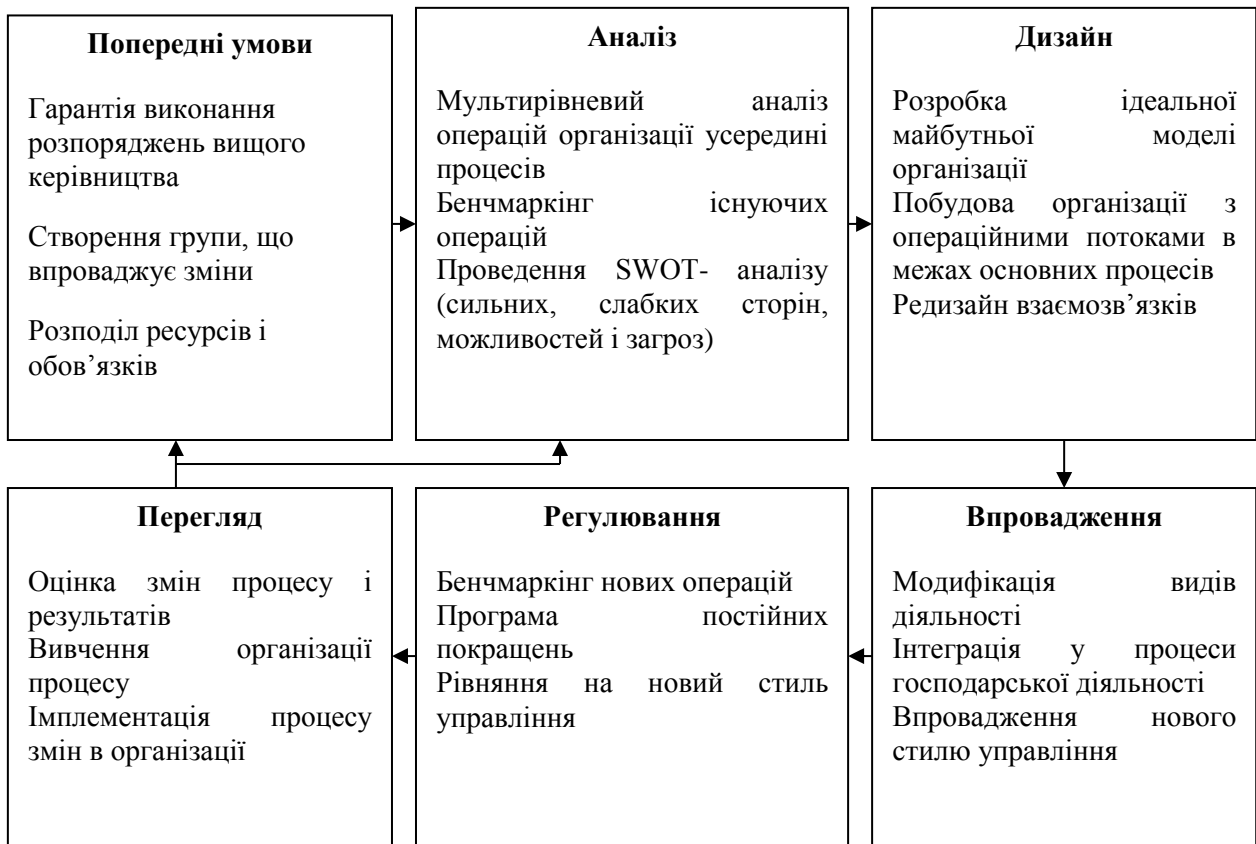 Попередні умови
Гарантія виконання
розпоряджень вищого
керівництва
Створення групи, що
впроваджує зміни
Розподіл ресурсів і
обов’язків
Аналіз
Мультирівневий аналіз
операцій організації усередині
процесів
Бенчмаркінг існуючих
операцій
Проведення SWOT- аналізу
(сильних, слабких сторін,
можливостей і загроз)
Дизайн
Розробка ідеальної
майбутньої моделі
організації
Побудова організації з
операційними потоками в
межах основних процесів
Редизайн взаємозв’язків
Перегляд
Оцінка змін процесу і
результатів
Вивчення організації
процесу
Імплементація процесу
змін в організації
Регулювання
Бенчмаркінг нових операцій
Програма постійних
покращень
Рівняння на новий стиль
управління
Впровадження
Модифікація видів
діяльності
Інтеграція у процеси
господарської діяльності
Впровадження нового
стилю управління